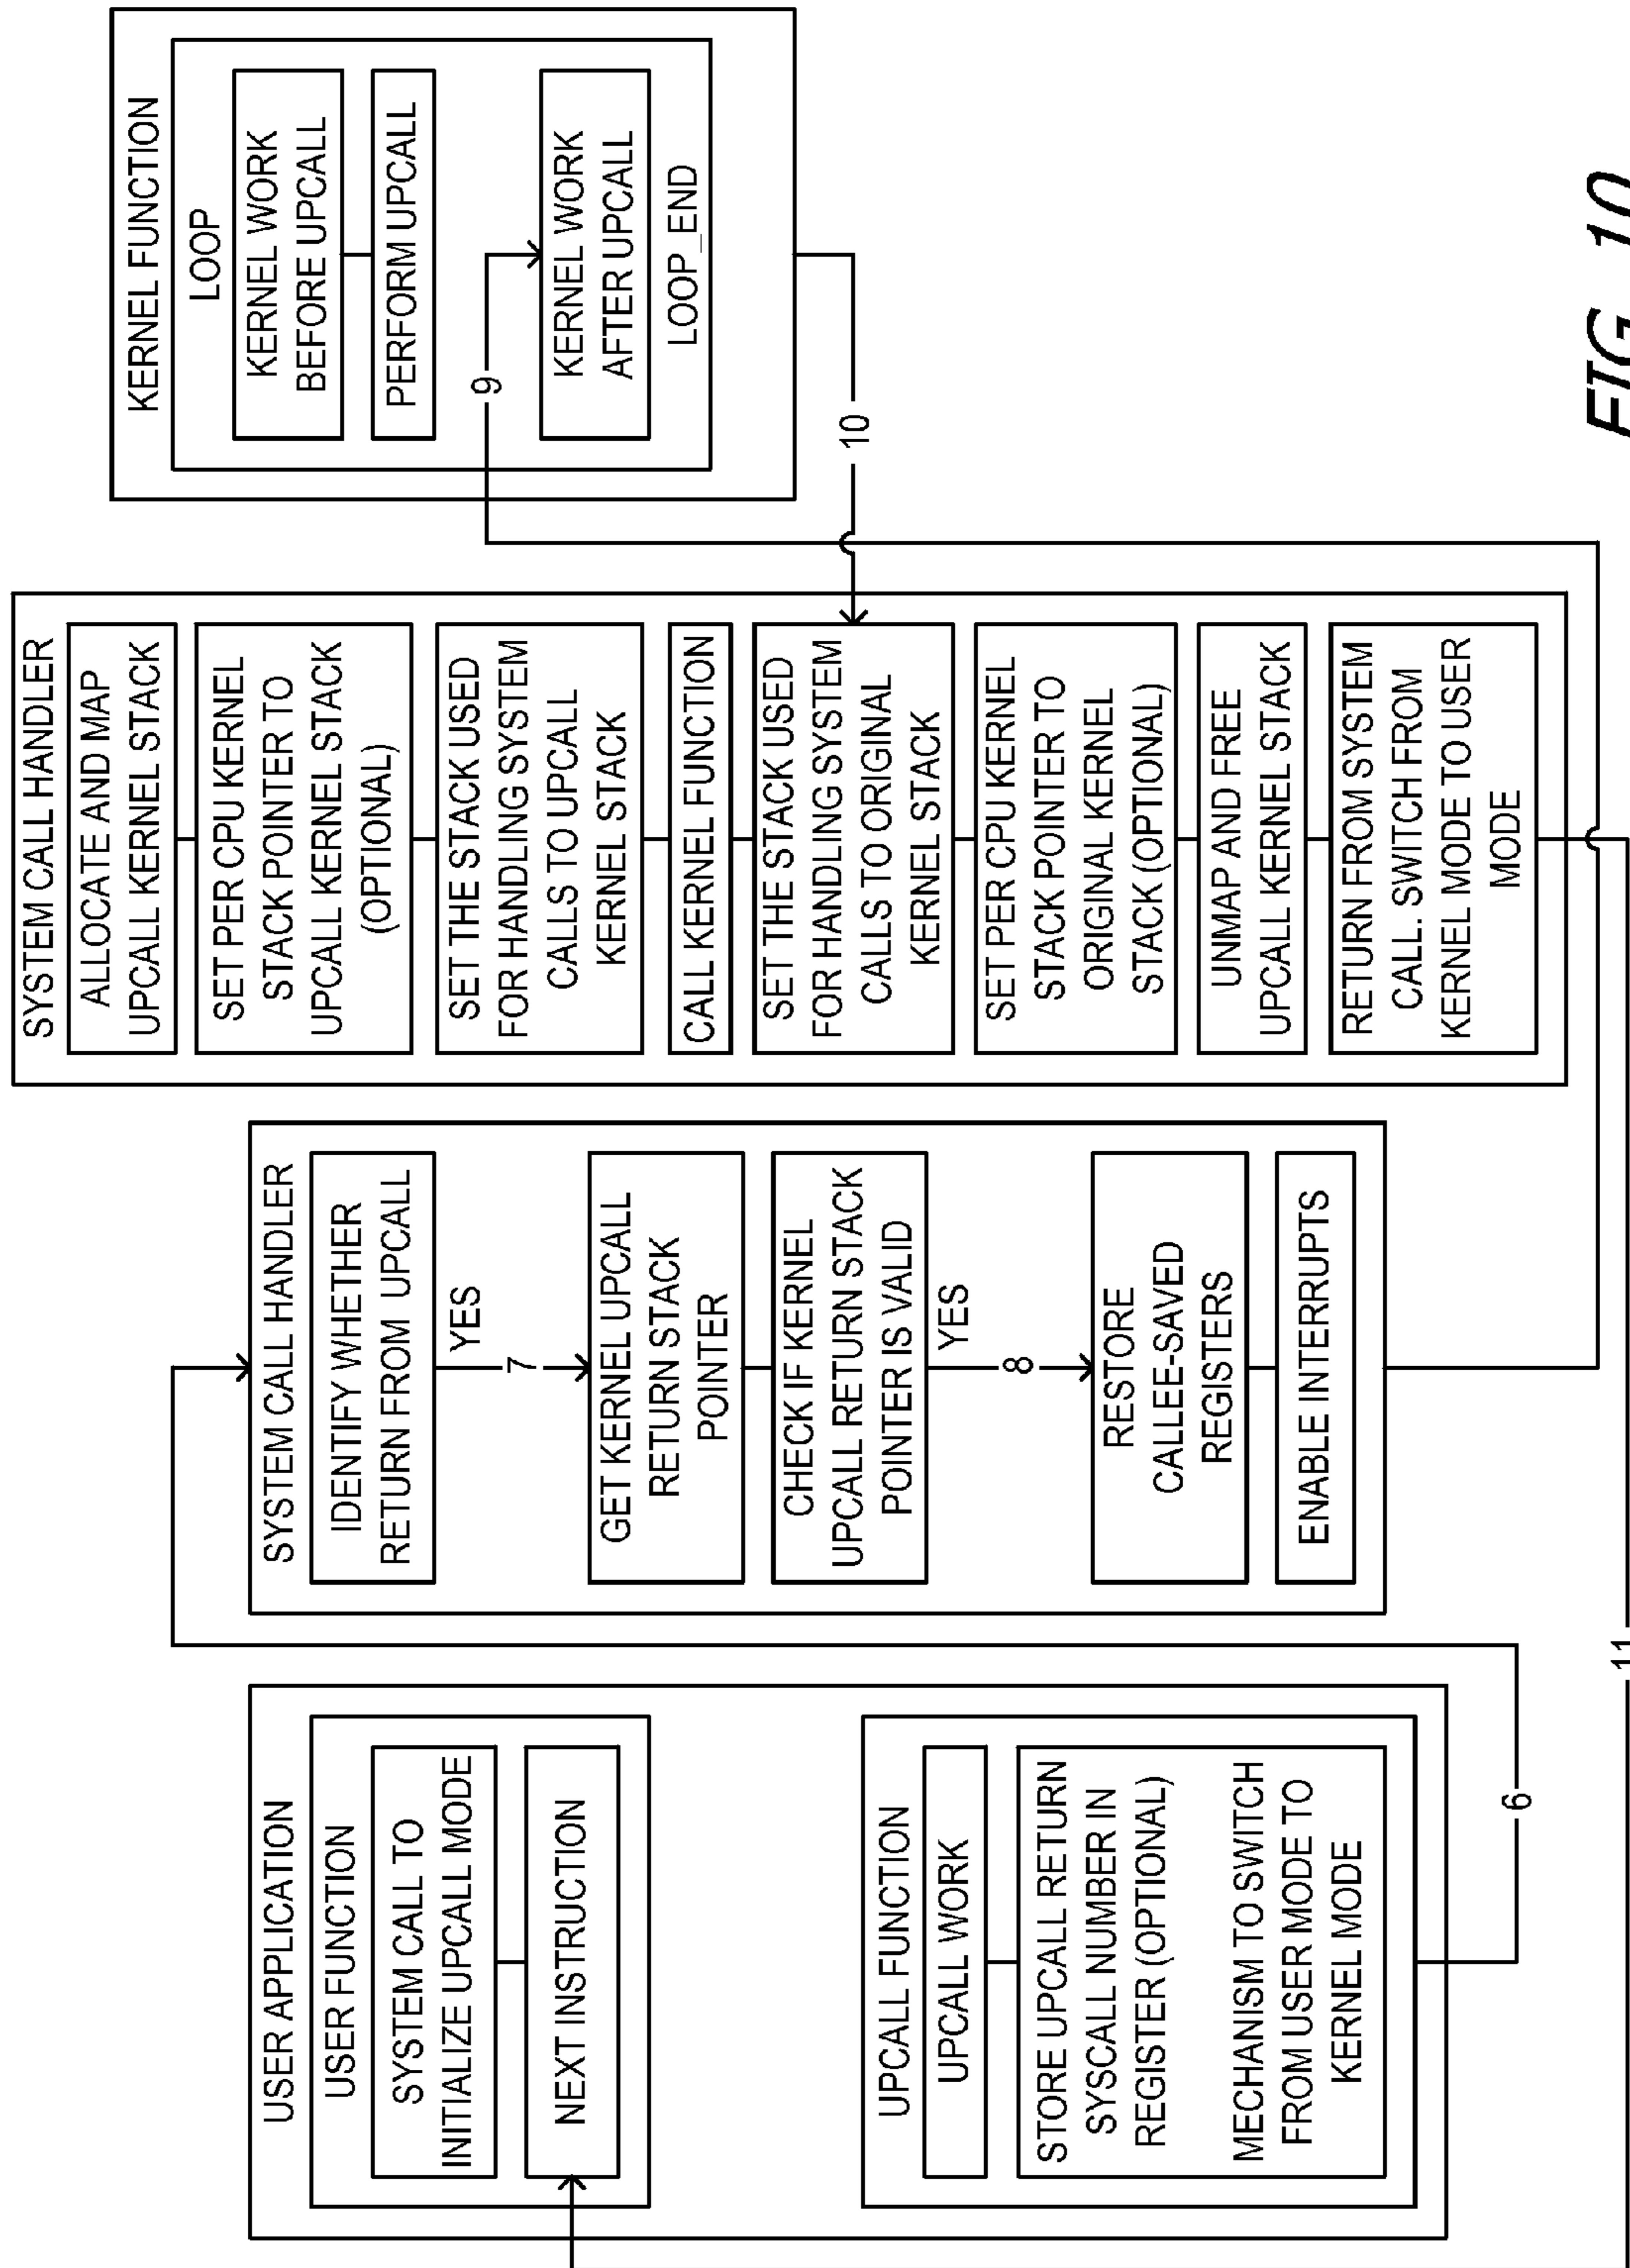 USER APPLICATION
USER FUNCTION
SYSTEM CALL TO
INITIALIZE UPCALL MODE
NEXT INSTRUCTION
UPCALL FUNCTION
UPCALL WORK
STORE UPCALL RETURN
SYSCALL NUMBER IN
REGISTER (OPTIONAL)
MECHANISM TO SWITCH
FROM USER MODE TO
KERNEL MODE
6
11
SYSTEM CALL HANDLER
IDENTIFY WHETHER
RETURN FROM UPCALL
YES
7
GET KERNEL UPCALL
RETURN STACK
POINTER
CHECK IF KERNEL
UPCALL RETURN STACK
POINTER IS VALID
YES
8
RESTORE
CALLEE-SAVED
REGISTERS
ENABLE INTERRUPTS
SYSTEM CALL HANDLER
ALLOCATE AND MAP
UPCALL KERNEL STACK
SET PER CPU KERNEL
STACK POINTER TO
UPCALL KERNEL STACK
(OPTIONAL)
SET THE STACK USED
FOR HANDLING SYSTEM
CALLS TO UPCALL
KERNEL STACK
CALL KERNEL FUNCTION
SET THE STACK USED
FOR HANDLING SYSTEM
CALLS TO ORIGINAL
KERNEL STACK
SET PER CPU KERNEL
STACK POINTER TO
ORIGINAL KERNEL
STACK (OPTIONAL)
UNMAP AND FREE
UPCALL KERNEL STACK
RETURN FROM SYSTEM
CALL. SWITCH FROM
KERNEL MODE TO USER
MODE
KERNEL FUNCTION
LOOP
KERNEL WORK
BEFORE UPCALL
PERFORM UPCALL
9
KERNEL WORK
AFTER UPCALL
LOOP_END
10
FIG. 10